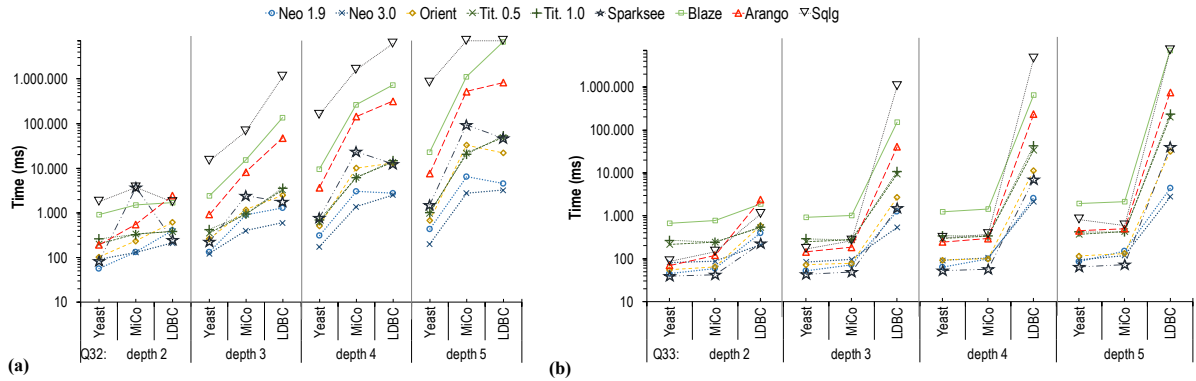 Neo 1.9 Neo 3.0 Orient Tit. 0.5 Tit. 1.0 Sparksee Blaze Arango Sqlg
Time (ms)
1.000.000
100.000
10.000
1.000
100
10
Yeast MiCo LDBC Yeast MiCo LDBC Yeast MiCo LDBC Yeast MiCo LDBC
Q32: depth 2 depth 3 depth 4 depth 5
(a)
Time (ms)
1.000.000
100.000
10.000
1.000
100
10
Yeast MiCo LDBC Yeast MiCo LDBC Yeast MiCo LDBC Yeast MiCo LDBC
Q33: depth 2 depth 3 depth 4 depth 5
(b)